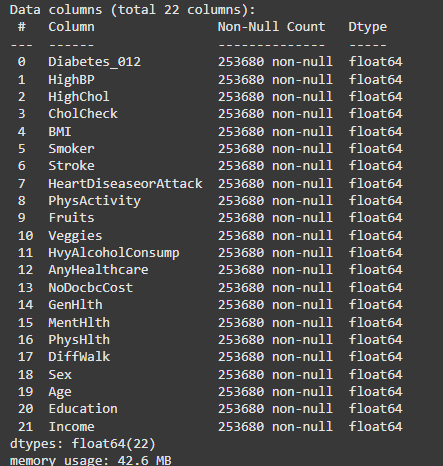 Data columns (total 22 columns):
 #   Column                Non-Null Count   Dtype
---  ------                --------------   -----
 0   Diabetes_012          253680 non-null  float64
 1   HighBP                253680 non-null  float64
 2   HighChol              253680 non-null  float64
 3   CholCheck             253680 non-null  float64
 4   BMI                   253680 non-null  float64
 5   Smoker                253680 non-null  float64
 6   Stroke                253680 non-null  float64
 7   HeartDiseaseorAttack  253680 non-null  float64
 8   PhysActivity          253680 non-null  float64
 9   Fruits                253680 non-null  float64
 10  Veggies               253680 non-null  float64
 11  HvyAlcoholConsump     253680 non-null  float64
 12  AnyHealthcare         253680 non-null  float64
 13  NoDocbcCost           253680 non-null  float64
 14  GenHlth               253680 non-null  float64
 15  MentHlth              253680 non-null  float64
 16  PhysHlth              253680 non-null  float64
 17  DiffWalk              253680 non-null  float64
 18  Sex                   253680 non-null  float64
 19  Age                   253680 non-null  float64
 20  Education             253680 non-null  float64
 21  Income                253680 non-null  float64
dtypes: float64(22)
memory usage: 42.6 MB